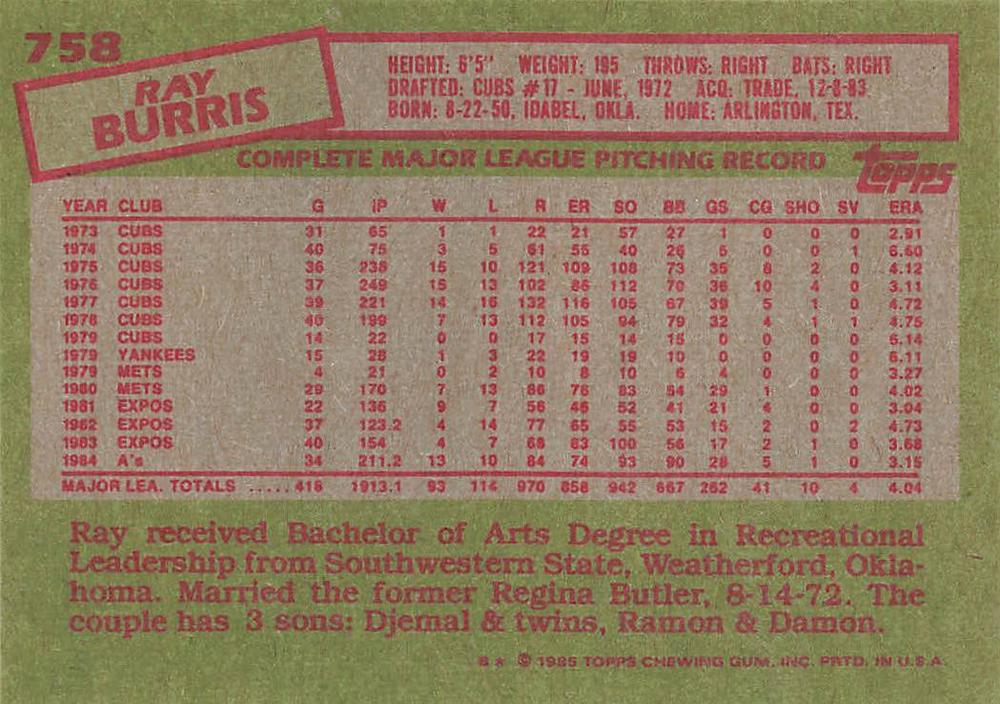 758
RAY
BURRIS
HEIGHT: 6'5" WEIGHT: 195 THROWS: RIGHT BATS: RIGHT
DRAFTED: CUBS #17 - JUNE, 1972 ACQ: TRADE, 12-8-83
BORN: 8-22-50, IDABEL, OKLA. HOME: ARLINGTON, TEX.
COMPLETE MAJOR LEAGUE PITCHING RECORD
topps
YEAR CLUB G IP W L R ER SO BB GS CG SHO SV ERA
1973 CUBS 31 65 1 1 22 21 57 27 1 0 0 0 2.91
1974 CUBS 40 75 3 5 61 55 40 26 5 0 0 1 6.60
1975 CUBS 36 238 15 10 121 109 108 73 35 8 2 0 4.12
1976 CUBS 37 249 15 13 102 86 112 70 36 10 4 0 3.11
1977 CUBS 39 221 14 16 132 116 105 67 39 5 1 0 4.72
1978 CUBS 40 199 7 13 112 105 94 79 32 4 1 1 4.75
1979 CUBS 14 22 0 0 17 15 14 15 0 0 0 0 6.14
1979 YANKEES 15 28 1 3 22 19 19 10 0 0 0 0 6.11
1979 METS 4 21 0 2 10 8 10 6 4 0 0 0 3.27
1980 METS 29 170 7 13 86 76 83 54 29 1 0 0 4.02
1981 EXPOS 22 136 9 7 56 46 52 41 21 4 0 0 3.04
1982 EXPOS 37 123.2 4 14 77 65 55 53 15 2 0 2 4.73
1983 EXPOS 40 154 4 7 68 63 100 56 17 2 1 0 3.68
1984 A's 34 211.2 13 10 84 74 93 90 28 5 1 0 3.15
MAJOR LEA. TOTALS ..... 418 1913.1 93 114 970 858 942 667 262 41 10 4 4.04
Ray received Bachelor of Arts Degree in Recreational
Leadership from Southwestern State, Weatherford, Okla-
homa. Married the former Regina Butler, 8-14-72. The
couple has 3 sons: Djemal & twins, Ramon & Damon.
B★ © 1985 TOPPS CHEWING GUM, INC. PRTD. IN U.S.A.